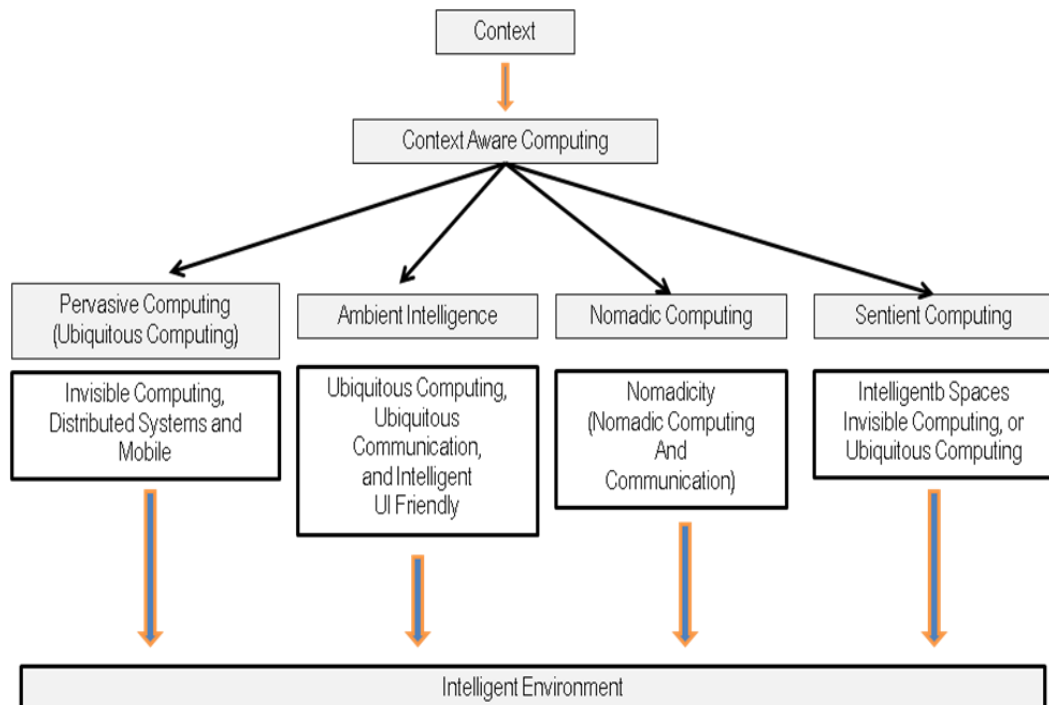 Context
Context Aware Computing
Pervasive Computing
(Ubiquitous Computing)
Ambient Intelligence
Nomadic Computing
Sentient Computing
Invisible Computing,
Distributed Systems and
Mobile
Ubiquitous Computing,
Ubiquitous
Communication,
and Intelligent
UI Friendly
Nomadicity
(Nomadic Computing
And
Communication)
Intelligentb Spaces
Invisible Computing, or
Ubiquitous Computing
Intelligent Environment